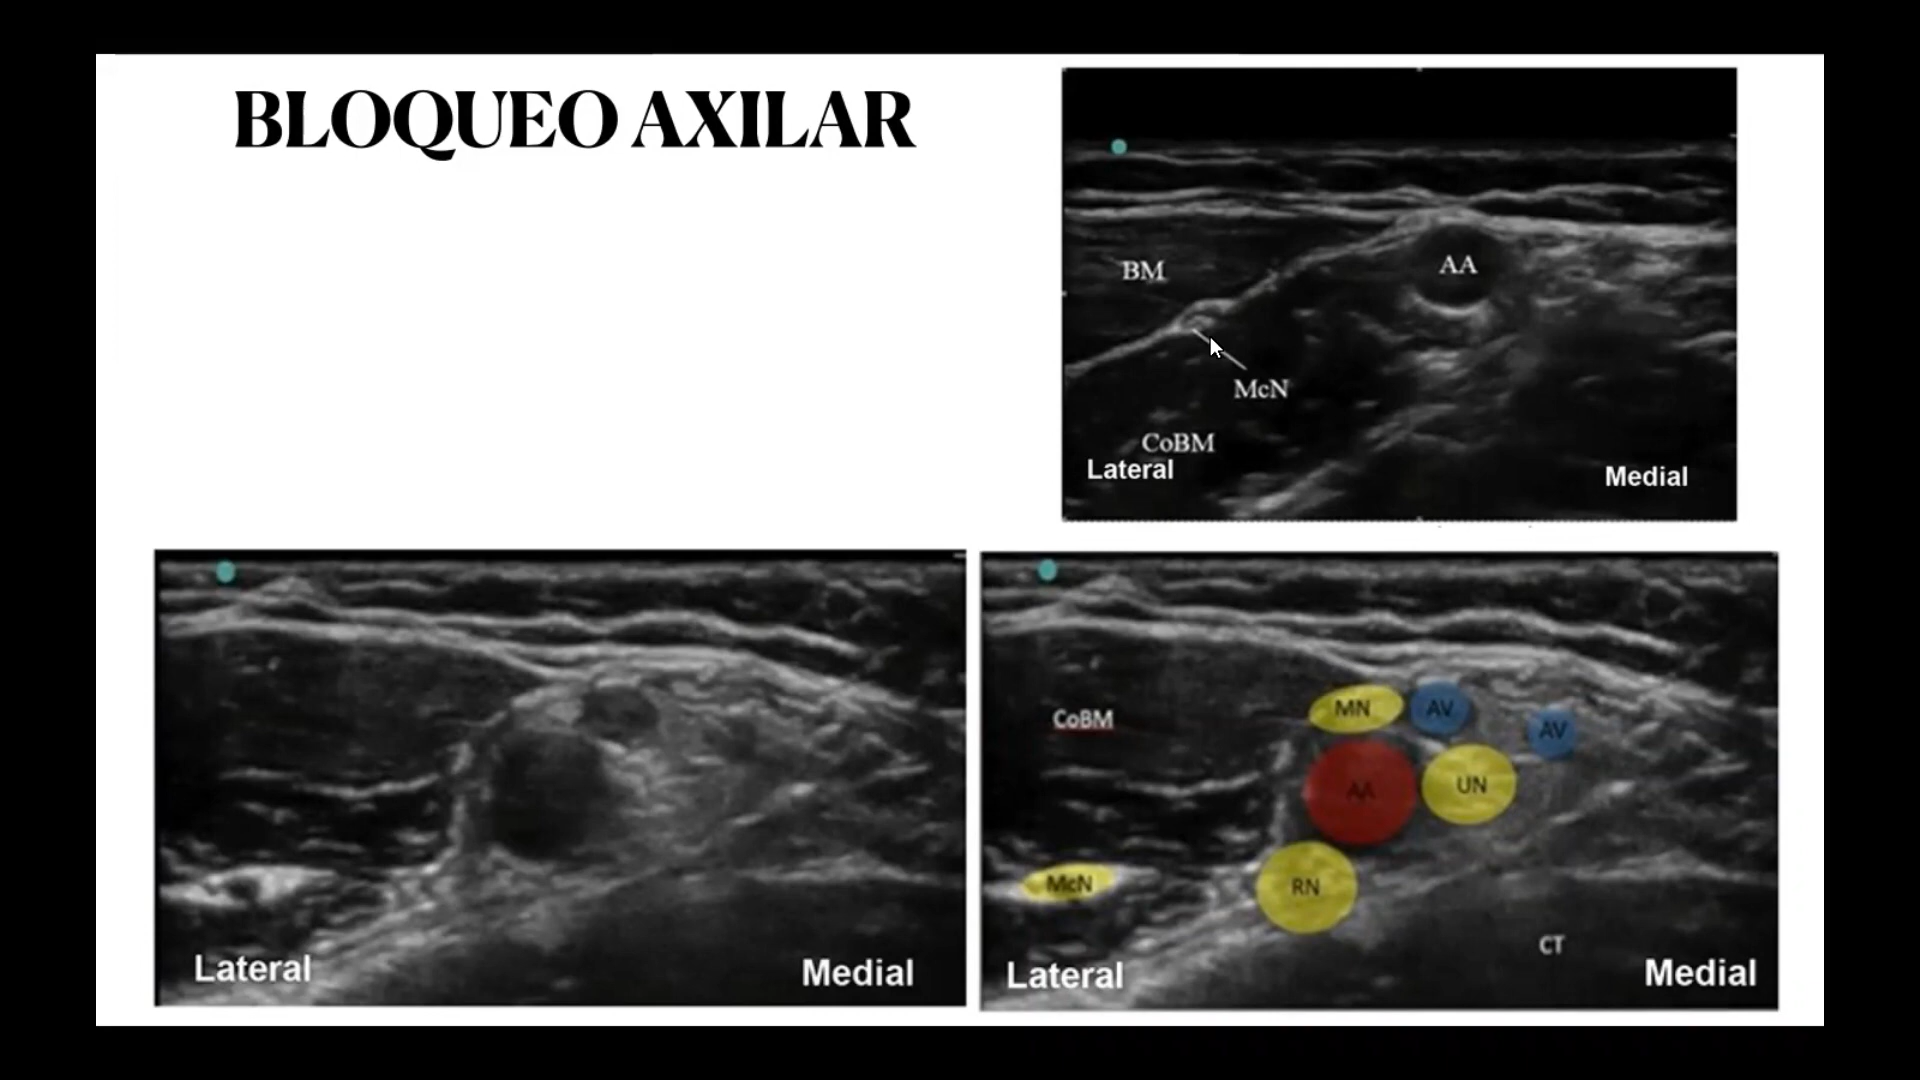 BLOQUEO AXILAR
BM
AA
McN
CoBM
Lateral
Medial
Lateral
Medial
MN
AV
CoBM
AV
UN
AA
McN
RN
CT
Lateral
Medial